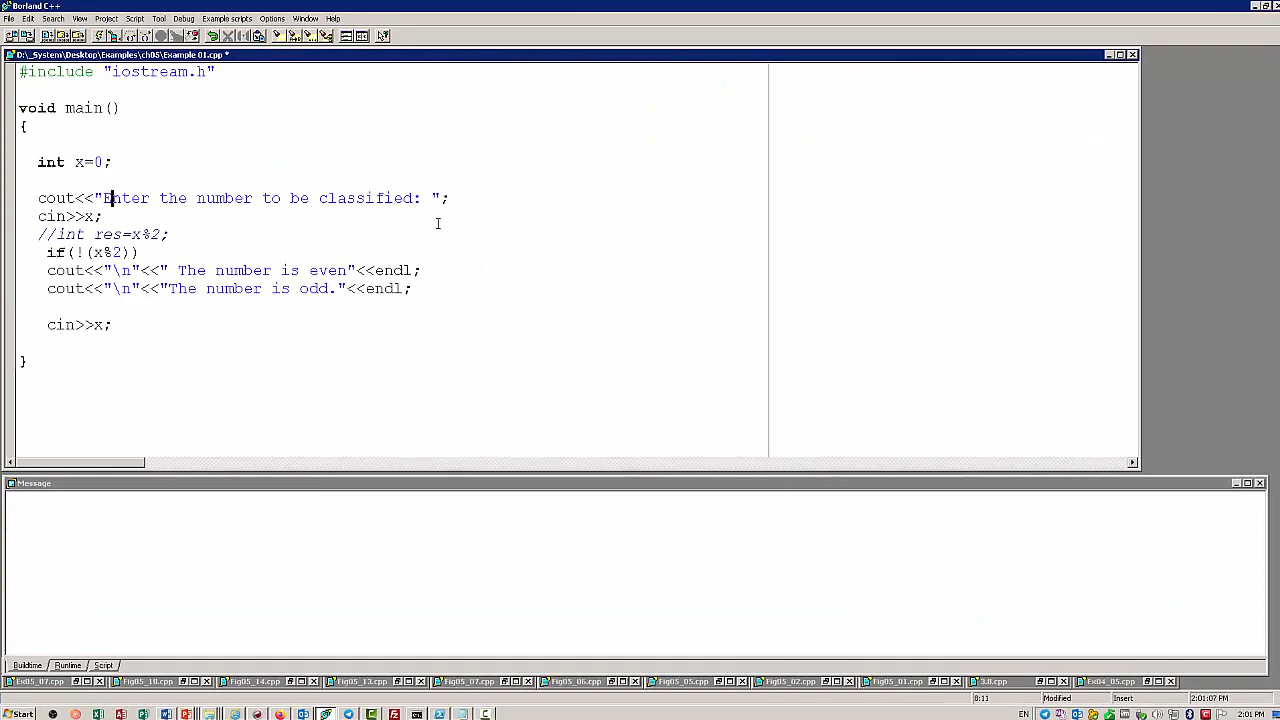 Borland C++
File Edit Search View Project Script Tool Debug Example scripts Options Window Help
D:\_System\Desktop\Examples\ch05\Example 01.cpp *
#include "iostream.h"
void main()
{
int x=0;
cout<<"Enter the number to be classified: ";
cin>>x;
//int res=x%2;
if(!(x%2))
cout<<"\n"<<" The number is even"<<endl;
cout<<"\n"<<"The number is odd."<<endl;
cin>>x;
}
Message
Buildtime Runtime Script
Ex05_07.cpp Fig05_18.cpp Fig05_14.cpp Fig05_13.cpp Fig05_07.cpp Fig05_06.cpp Fig05_05.cpp Fig05_02.cpp Fig05_01.cpp 3.8.cpp Ex04_05.cpp
8:11 Modified Insert 2:01:07 PM
Start EN 2:01 PM